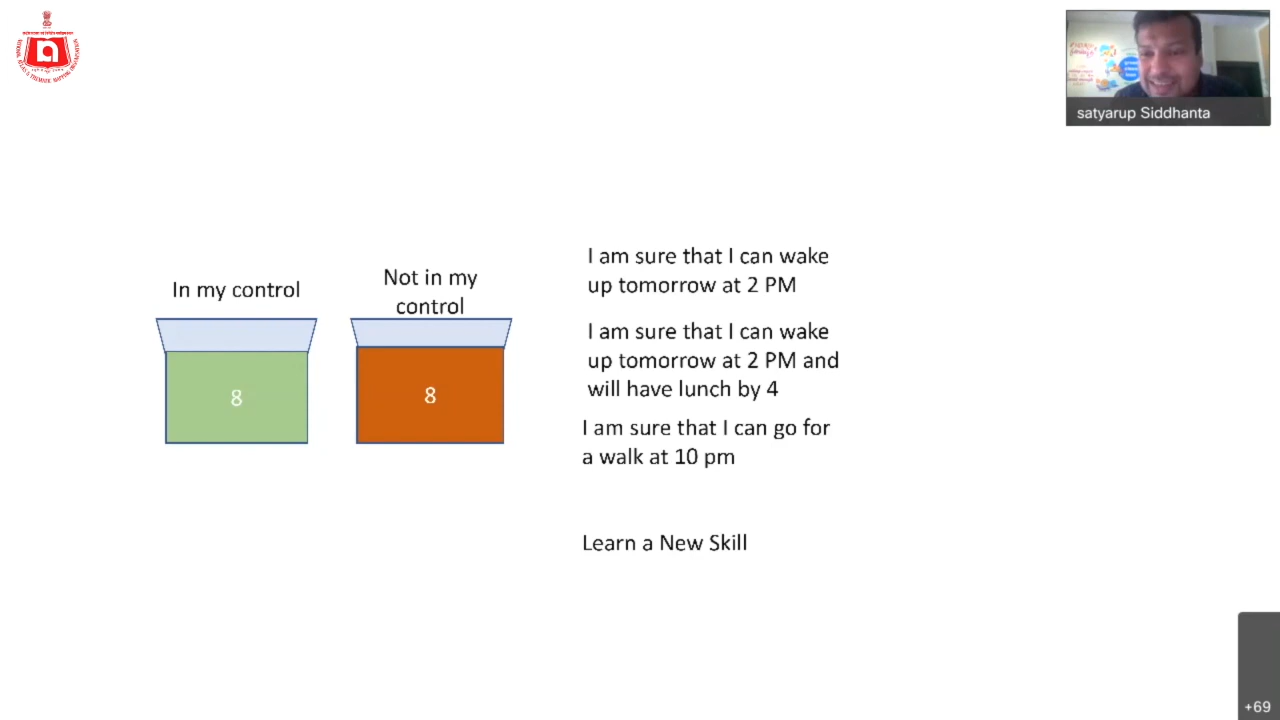 satyarup Siddhanta
In my control
Not in my
control
8
8
I am sure that I can wake
up tomorrow at 2 PM
I am sure that I can wake
up tomorrow at 2 PM and
will have lunch by 4
I am sure that I can go for
a walk at 10 pm
Learn a New Skill
+69